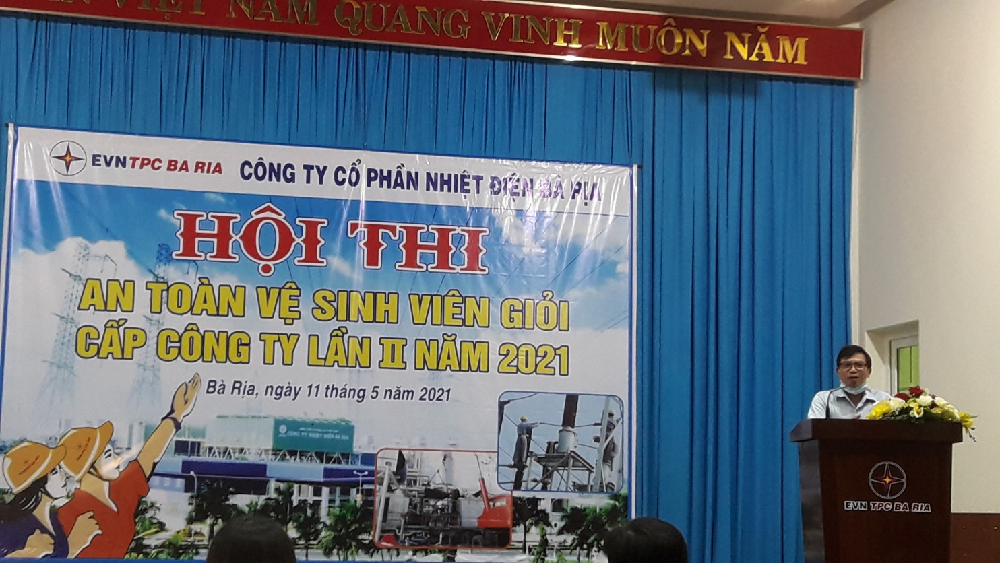 VIỆT NAM QUANG VINH MUÔN NĂM
EVNTPC BA RIA CÔNG TY CỔ PHẦN NHIỆT ĐIỆN BÀ RỊA
HỘI THI
AN TOÀN VỆ SINH VIÊN GIỎI
CẤP CÔNG TY LẦN II NĂM 2021
Bà Rịa, ngày 11 tháng 5 năm 2021
CÔNG TY NHIỆT ĐIỆN BÀ RỊA
EVN TPC BA RIA